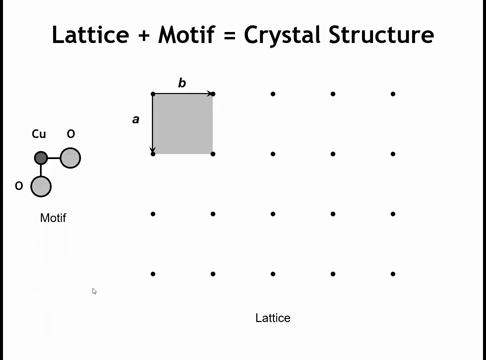 Lattice + Motif = Crystal Structure
b
a
Cu O
O
Motif
Lattice